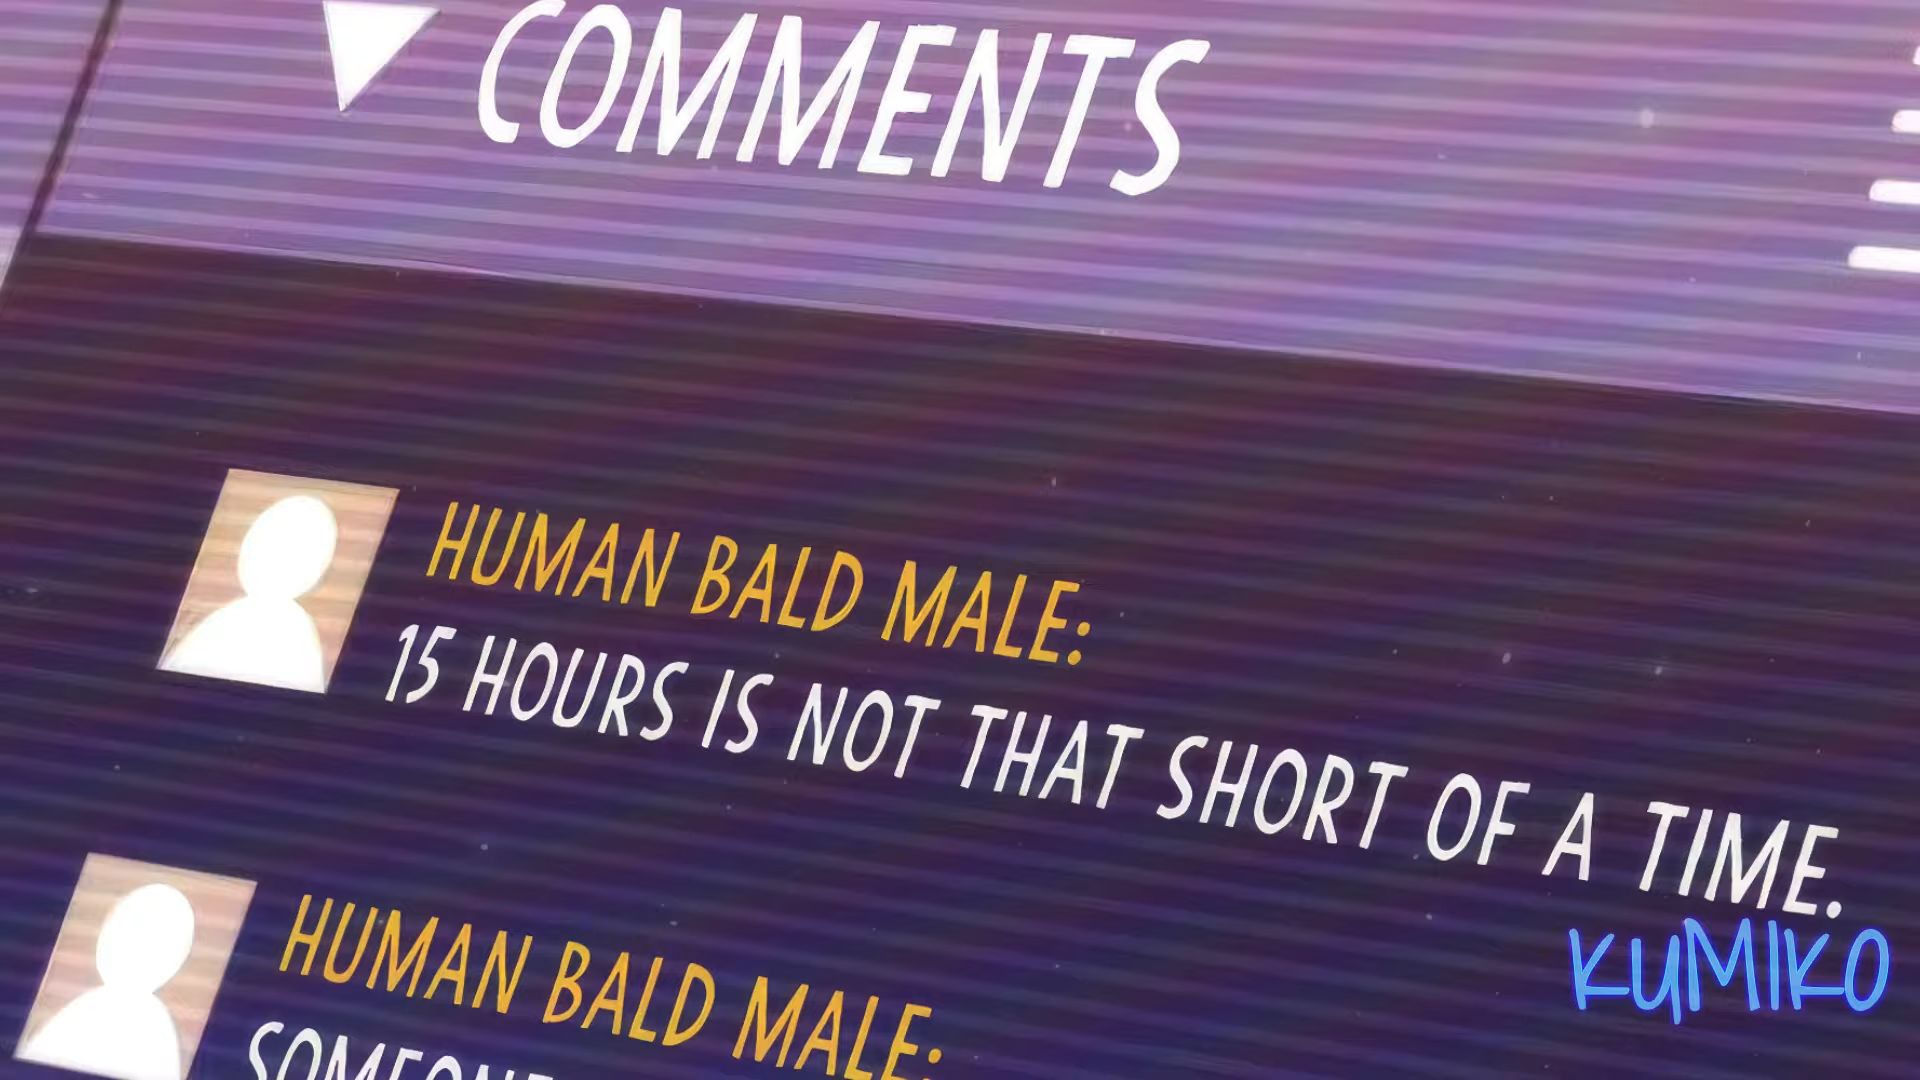 COMMENTS
HUMAN BALD MALE:
15 HOURS IS NOT THAT SHORT OF A TIME.
KUMIKO
HUMAN BALD MALE: